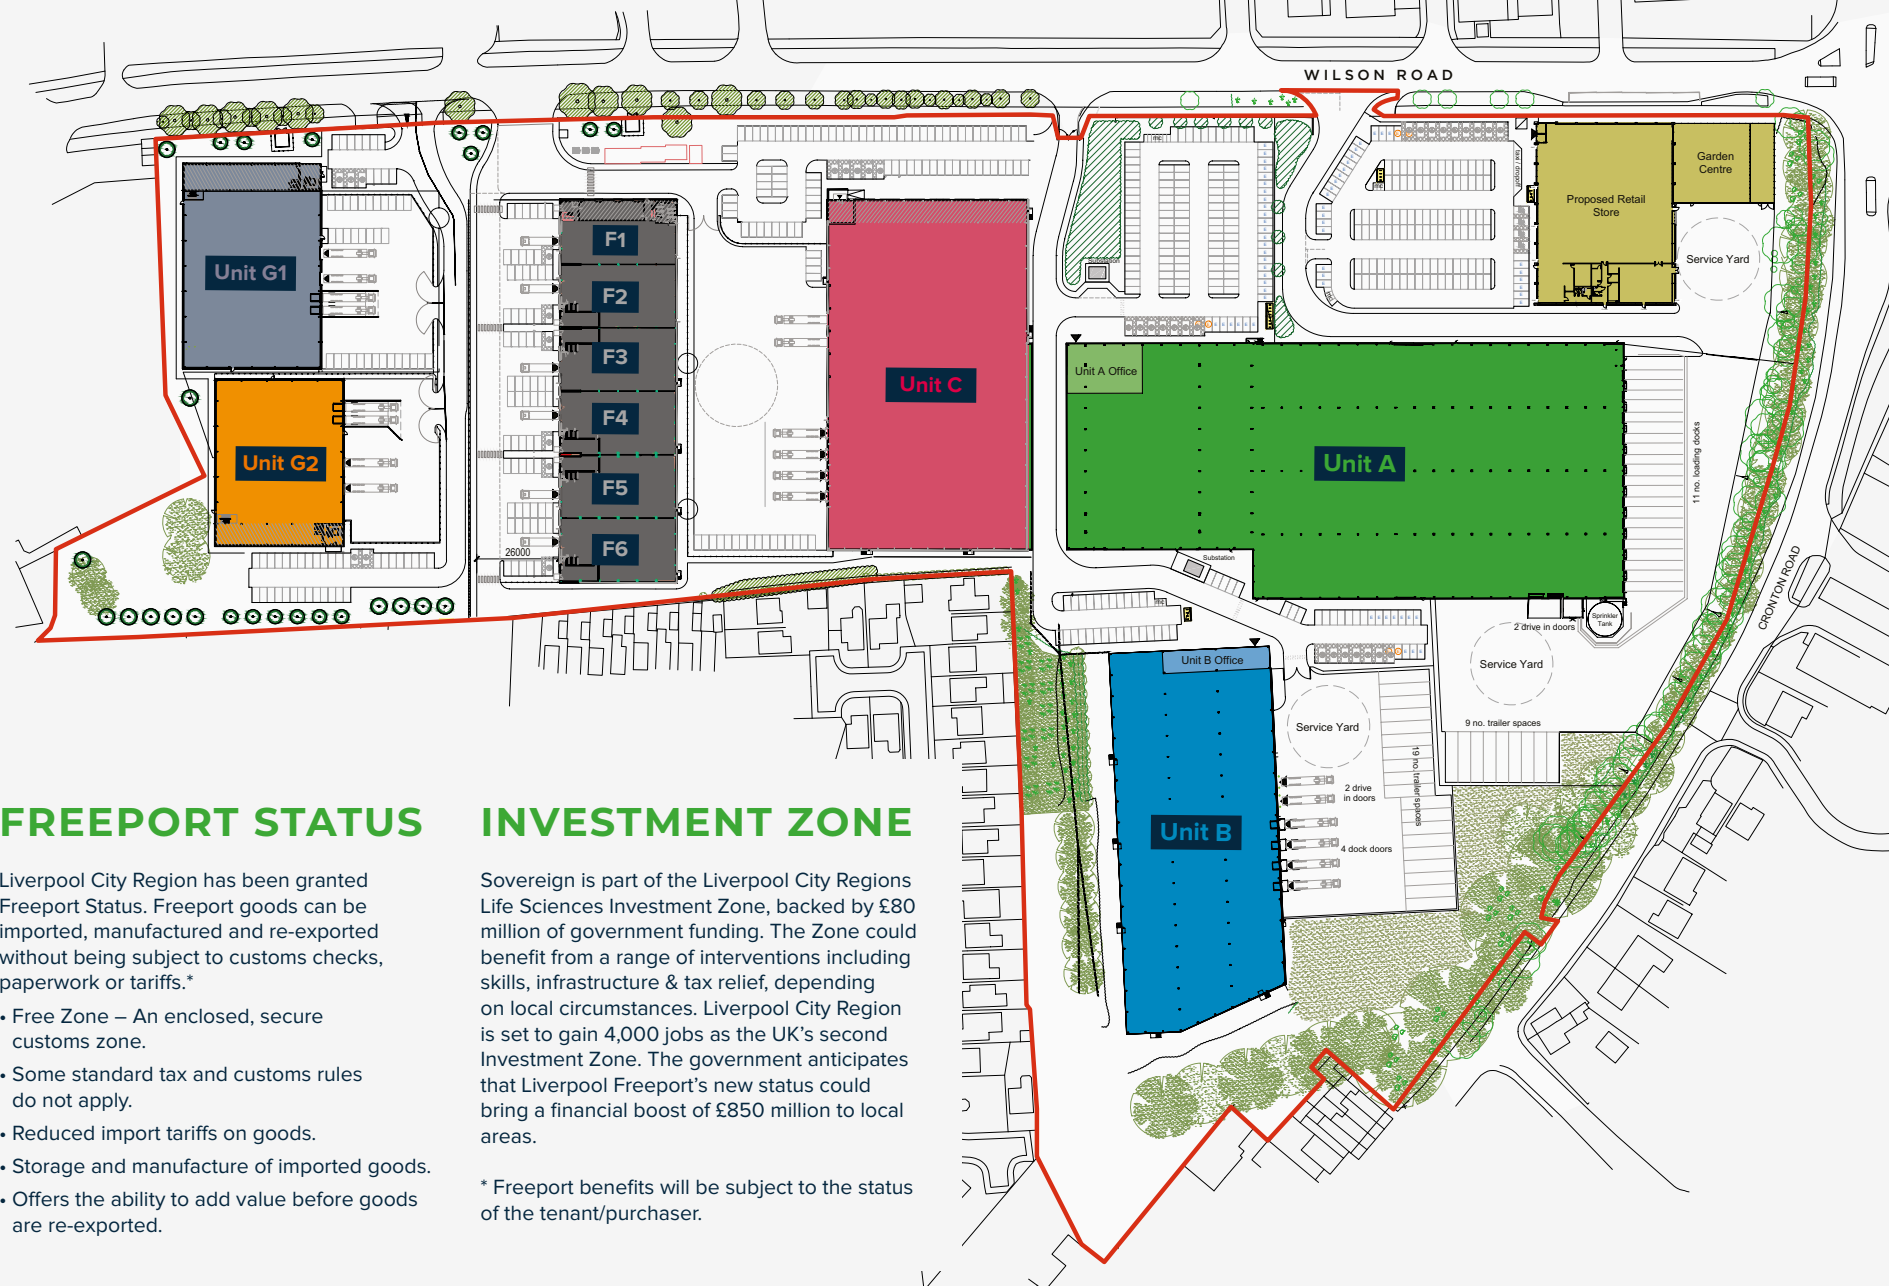 WILSON ROAD
Garden
Centre
Proposed Retail
Store
Service Yard
Unit G1
F1
F2
F3
F4
F5
F6
Unit C
Substation
Unit A Office
Unit A
11 no. loading docks
Unit G2
26000
Substation
CRONTON ROAD
Sprinkler
Tank
2 drive in doors
Service Yard
9 no. trailer spaces
Unit B Office
Service Yard
19 no. trailer spaces
2 drive
in doors
4 dock doors
Unit B
FREEPORT STATUS
Liverpool City Region has been granted
Freeport Status. Freeport goods can be
imported, manufactured and re-exported
without being subject to customs checks,
paperwork or tariffs.*
• Free Zone – An enclosed, secure
customs zone.
• Some standard tax and customs rules
do not apply.
• Reduced import tariffs on goods.
• Storage and manufacture of imported goods.
• Offers the ability to add value before goods
are re-exported.
INVESTMENT ZONE
Sovereign is part of the Liverpool City Regions
Life Sciences Investment Zone, backed by £80
million of government funding. The Zone could
benefit from a range of interventions including
skills, infrastructure & tax relief, depending
on local circumstances. Liverpool City Region
is set to gain 4,000 jobs as the UK’s second
Investment Zone. The government anticipates
that Liverpool Freeport’s new status could
bring a financial boost of £850 million to local
areas.
* Freeport benefits will be subject to the status
of the tenant/purchaser.